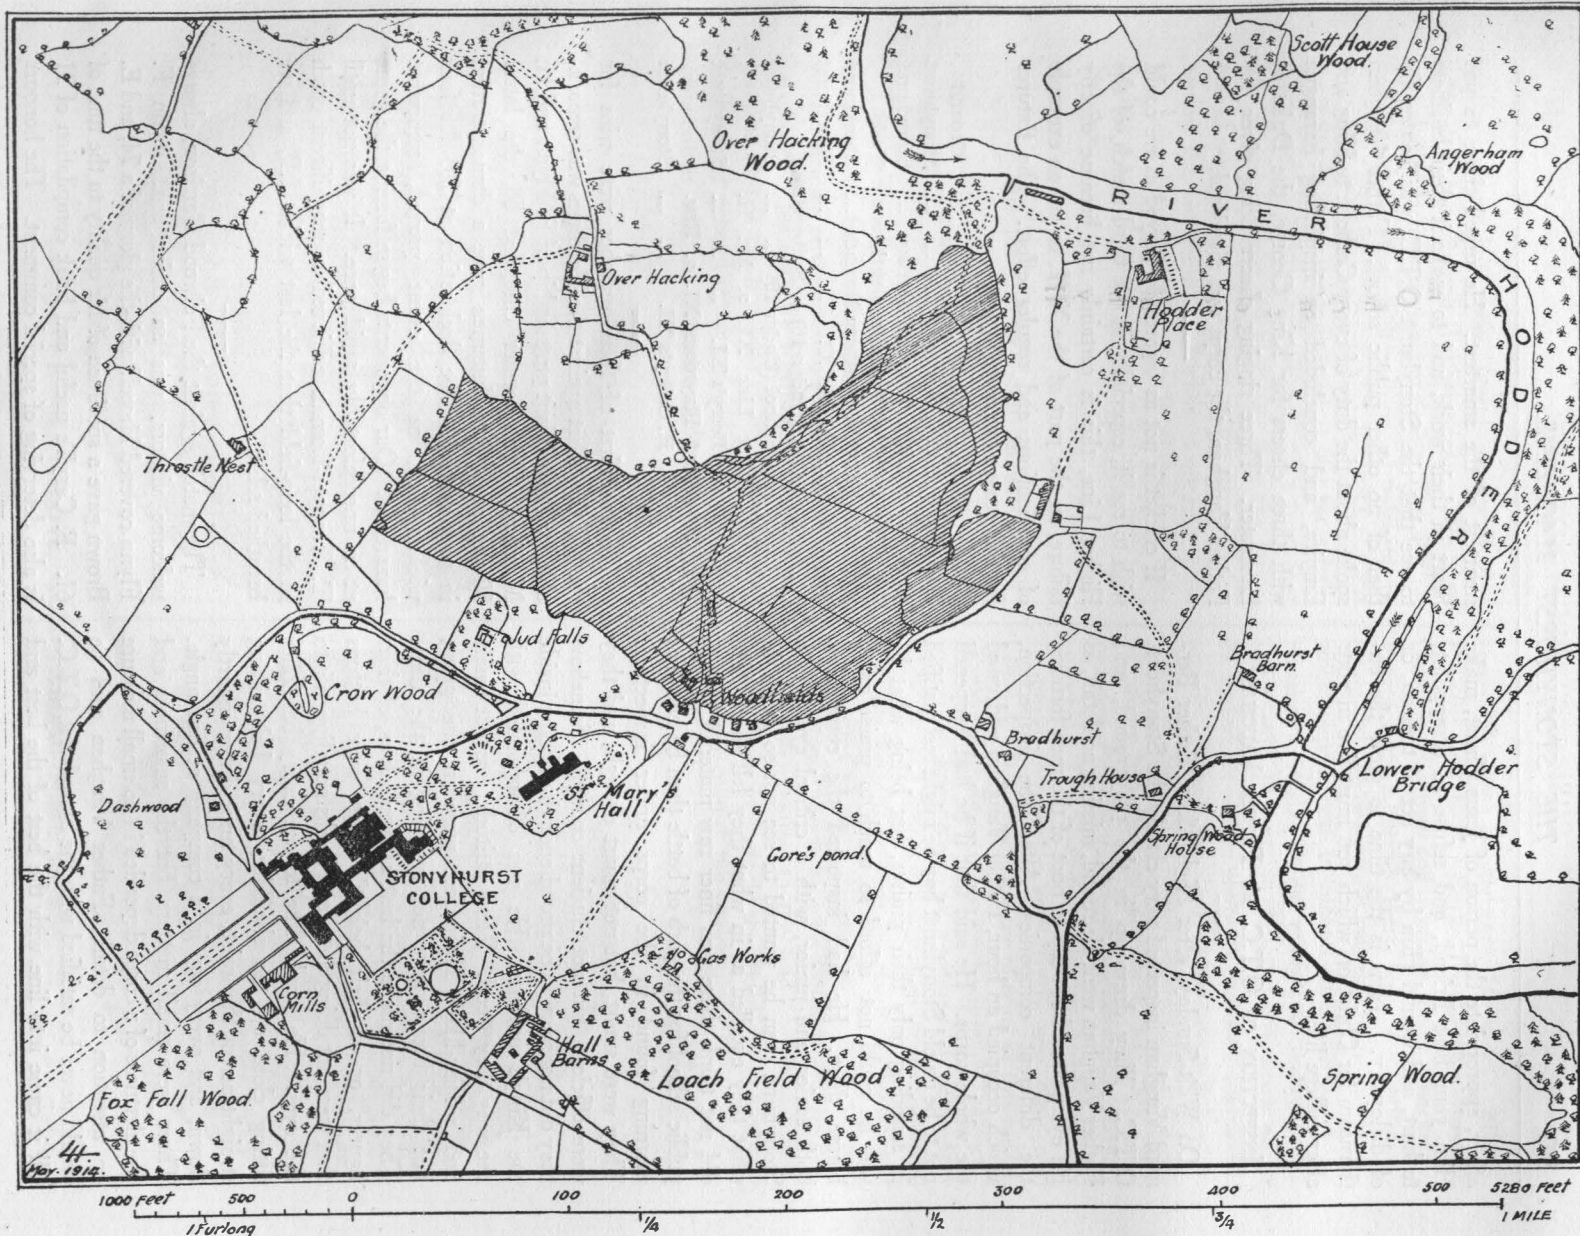 Scott House
Wood.
Over Hacking
Wood.
Angerham
Wood
RIVER HODDER
Over Hacking
Hodder
Place
Throstle Nest
Jud Falls
Crow Wood
Woodfields
Bradhurst
Barn.
Bradhurst
Trough House
Lower Hodder
Bridge
Dashwood
St Mary's
Hall
Spring Wood
House
Gore's pond.
STONYHURST
COLLEGE
Gas Works
Corn
Mills
Hall
Barns
Loach Field Wood
Spring Wood.
Fox Fall Wood.
May. 1914.
1000 Feet 500 0 100 200 300 400 500 5280 Feet
1 Furlong 1/4 1/2 3/4 1 MILE